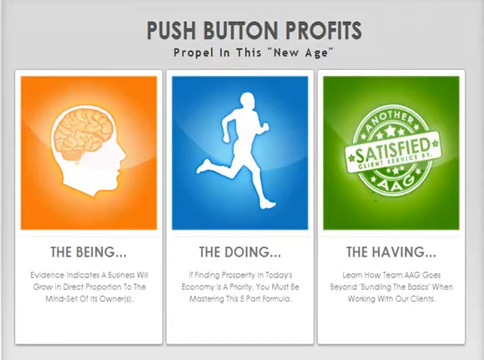 PUSH BUTTON PROFITS
Propel In This "New Age"
ANOTHER
SATISFIED
CLIENT SERVICE BY:
AAG
THE BEING...
Evidence Indicates A Business Will
Grow In Direct Proportion To The
Mind-Set Of Its Owner(s).
THE DOING...
If Finding Prosperity In Today's
Economy Is A Priority, You Must Be
Mastering This 5 Part Formula.
THE HAVING...
Learn How Team AAG Goes
Beyond "Bundling The Basics" When
Working With Our Clients.